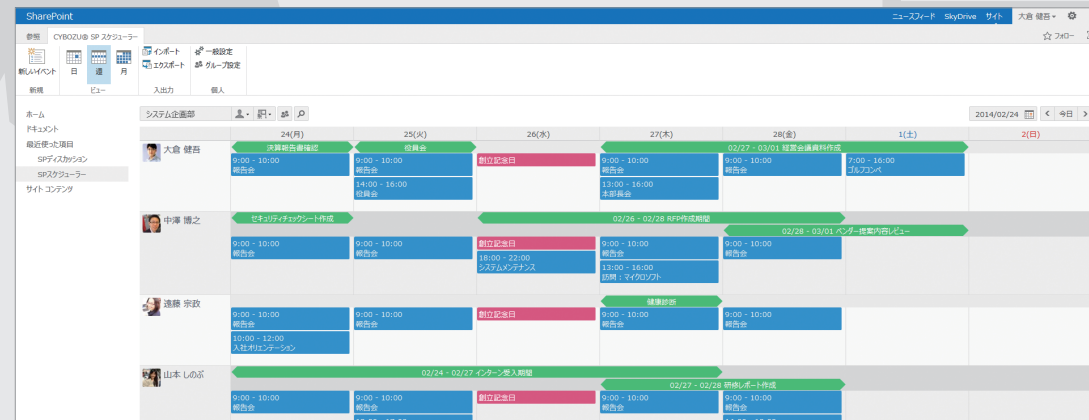 SharePoint
ニュースフィード SkyDrive サイト 大倉 健吾
参照 CYBOZU® SP スケジューラー
フォロー
新しいイベント 日 週 月 インポート エクスポート 一般設定 グループ設定
新規 ビュー 入出力 個人
ホーム
ドキュメント
最近使った項目
SPディスカッション
SPスケジューラー
サイト コンテンツ
システム企画部
2014/02/24 今日
24(月) 25(火) 26(水) 27(木) 28(金) 1(土) 2(日)
大倉 健吾
決算報告書確認 役員会 02/27 - 03/01 経営会議資料作成
9:00 - 10:00 9:00 - 10:00 創立記念日 9:00 - 10:00 9:00 - 10:00 7:00 - 16:00
報告会 報告会 報告会 報告会 ゴルフコンペ
14:00 - 16:00 13:00 - 16:00
役員会 本部長会
中澤 博之
セキュリティチェックシート作成 02/26 - 02/28 RFP作成期間
02/28 - 03/01 ベンダー提案内容レビュー
9:00 - 10:00 9:00 - 10:00 創立記念日 9:00 - 10:00 9:00 - 10:00
報告会 報告会 報告会 報告会
18:00 - 22:00 13:00 - 16:00
システムメンテナンス 訪問：マイクロソフト
遠藤 宗政
健康診断
9:00 - 10:00 9:00 - 10:00 創立記念日 9:00 - 10:00 9:00 - 10:00
報告会 報告会 報告会 報告会
10:00 - 12:00
入社オリエンテーション
山本 しのぶ
02/24 - 02/27 インターン受入期間
02/27 - 02/28 研修レポート作成
9:00 - 10:00 9:00 - 10:00 創立記念日 9:00 - 10:00 9:00 - 10:00
報告会 報告会 報告会 報告会